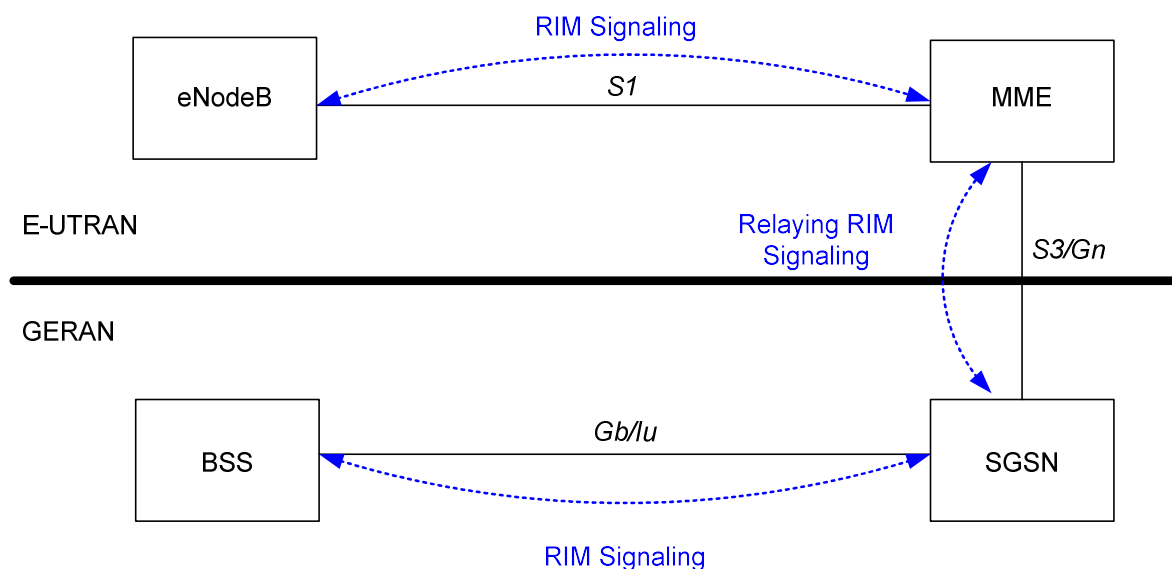 RIM Signaling
eNodeB
S1
MME
E-UTRAN
Relaying RIM
Signaling
S3/Gn
GERAN
BSS
Gb/Iu
SGSN
RIM Signaling